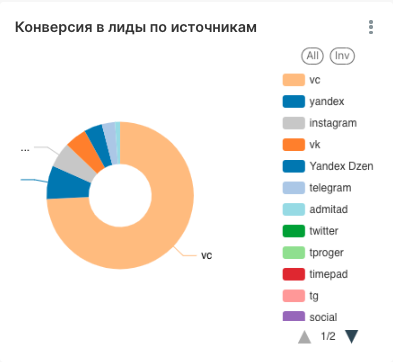 Конверсия в лиды по источникам
All Inv
vc
yandex
instagram
vk
Yandex Dzen
telegram
admitad
twitter
tproger
timepad
tg
social
...
vc
1/2